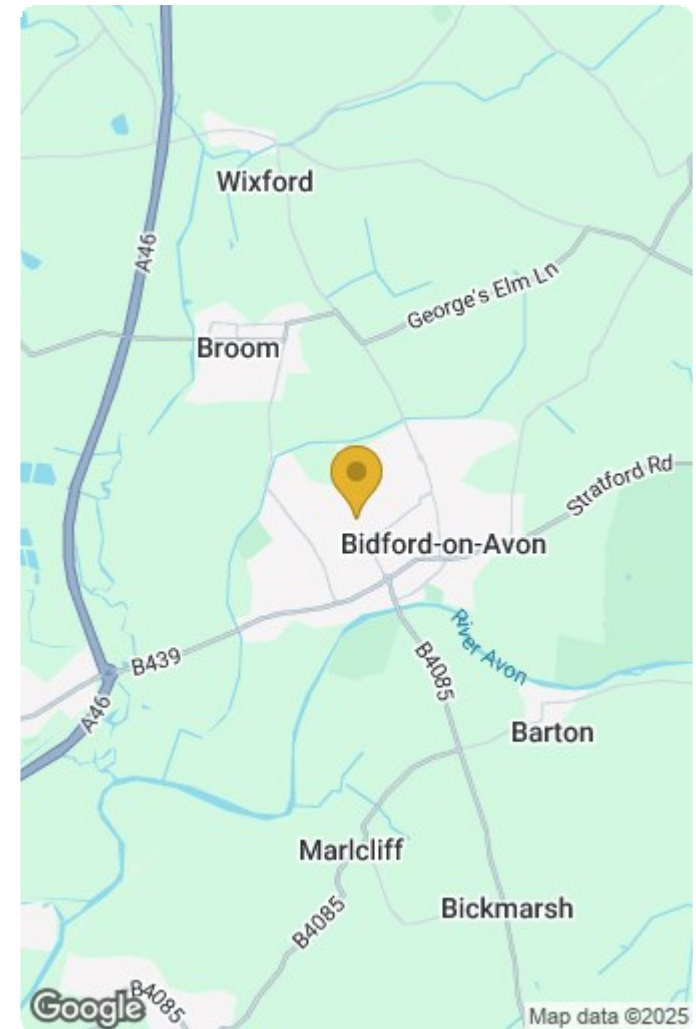 Wixford
A46
George's Elm Ln
Broom
Stratford Rd
Bidford-on-Avon
River Avon
B439
B4085
A46
Barton
Marlcliff
Bickmarsh
B4085
B4085
Google
Map data ©2025